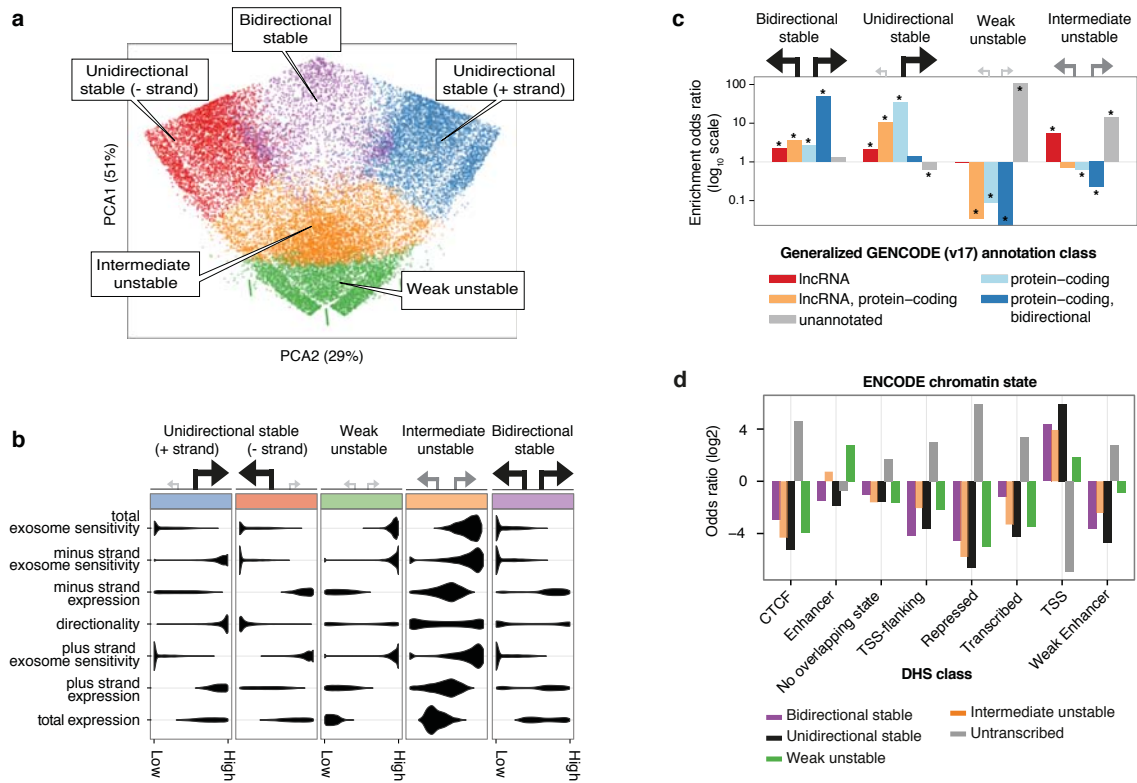 a
Bidirectional
stable
Unidirectional
stable (- strand)
Unidirectional
stable (+ strand)
Intermediate
unstable
Weak unstable
PCA1 (51%)
PCA2 (29%)
b
Unidirectional stable
(+ strand)
(- strand)
Weak
unstable
Intermediate
unstable
Bidirectional
stable
total
exosome sensitivity
minus strand
exosome sensitivity
minus strand
expression
directionality
plus strand
exosome sensitivity
plus strand
expression
total expression
Low
High
Low
High
Low
High
c
Bidirectional
stable
Unidirectional
stable
Weak
unstable
Intermediate
unstable
Enrichment odds ratio
(log10 scale)
100
10
1
0.1
* * * * * * * * * * * * * * * *
Generalized GENCODE (v17) annotation class
lncRNA
lncRNA, protein−coding
unannotated
protein−coding
protein−coding,
bidirectional
d
ENCODE chromatin state
Odds ratio (log2)
4
0
−4
CTCF
Enhancer
No overlapping state
TSS-flanking
Repressed
Transcribed
TSS
Weak Enhancer
DHS class
Bidirectional stable
Unidirectional stable
Weak unstable
Intermediate unstable
Untranscribed